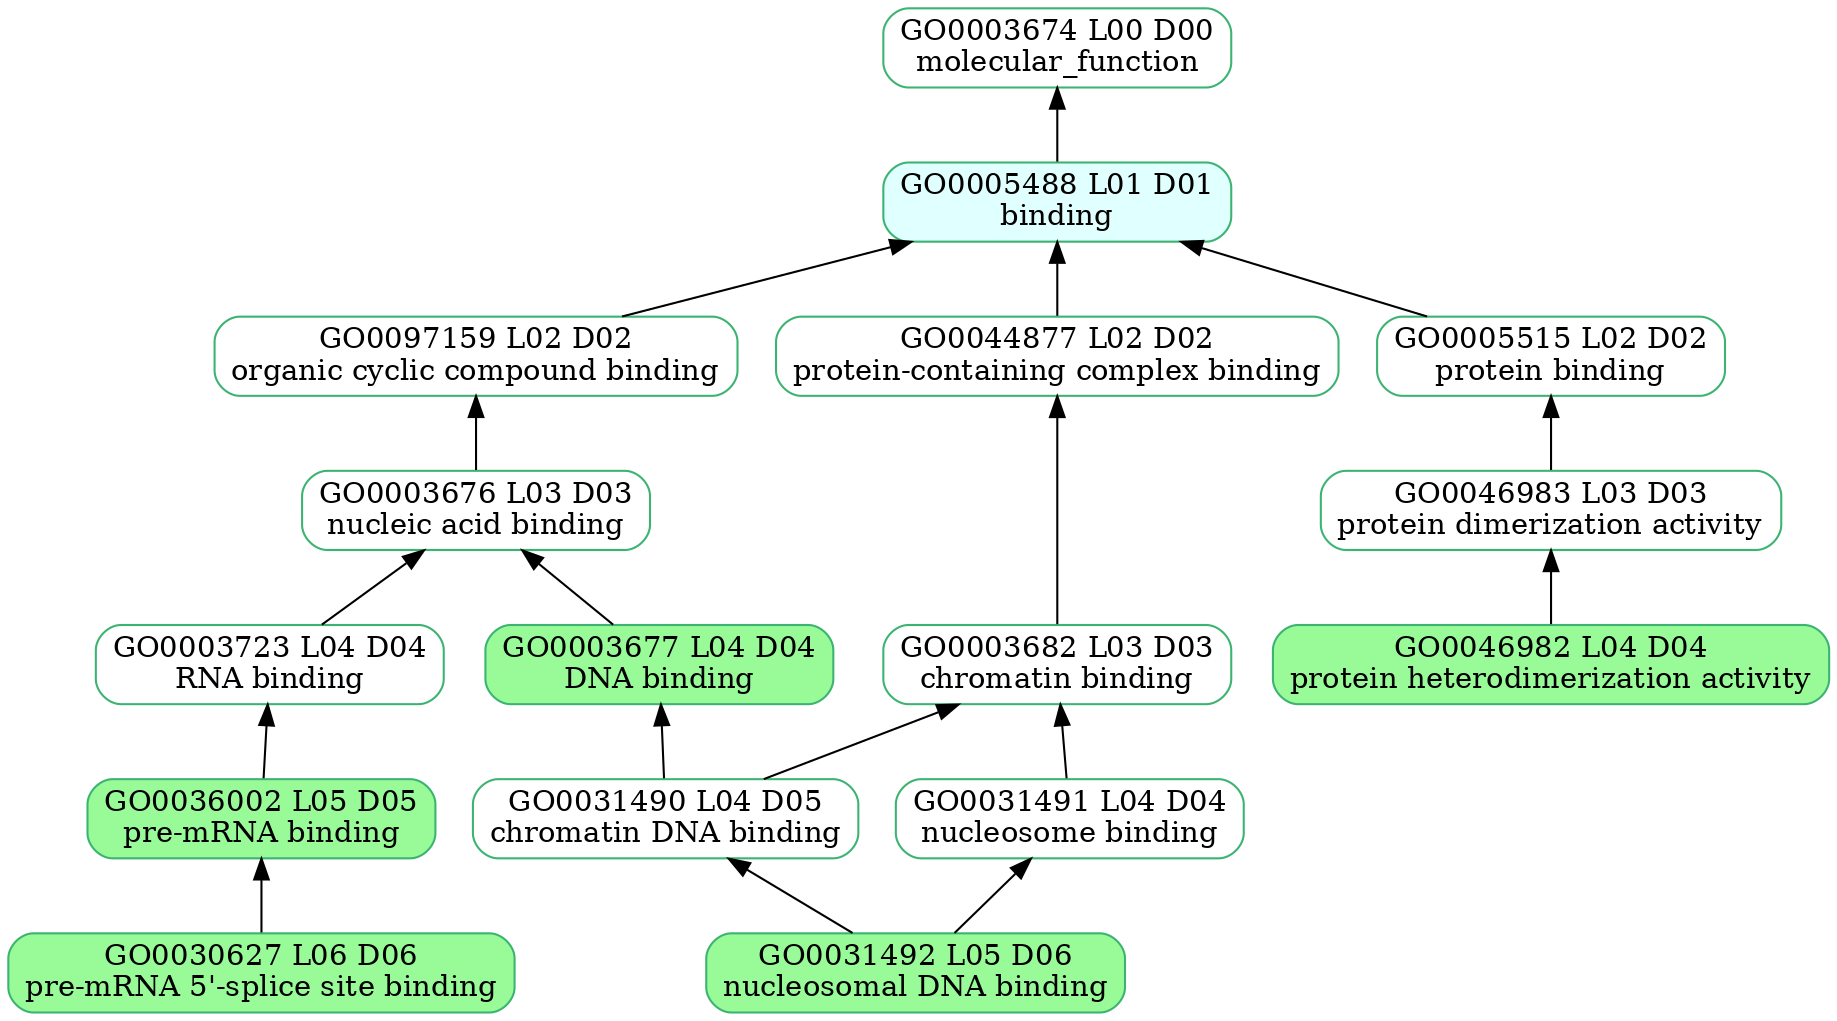 GO0003674 L00 D00
molecular_function
GO0005488 L01 D01
binding
GO0097159 L02 D02
organic cyclic compound binding
GO0044877 L02 D02
protein-containing complex binding
GO0005515 L02 D02
protein binding
GO0003676 L03 D03
nucleic acid binding
GO0046983 L03 D03
protein dimerization activity
GO0003723 L04 D04
RNA binding
GO0003677 L04 D04
DNA binding
GO0003682 L03 D03
chromatin binding
GO0046982 L04 D04
protein heterodimerization activity
GO0036002 L05 D05
pre-mRNA binding
GO0031490 L04 D05
chromatin DNA binding
GO0031491 L04 D04
nucleosome binding
GO0030627 L06 D06
pre-mRNA 5'-splice site binding
GO0031492 L05 D06
nucleosomal DNA binding